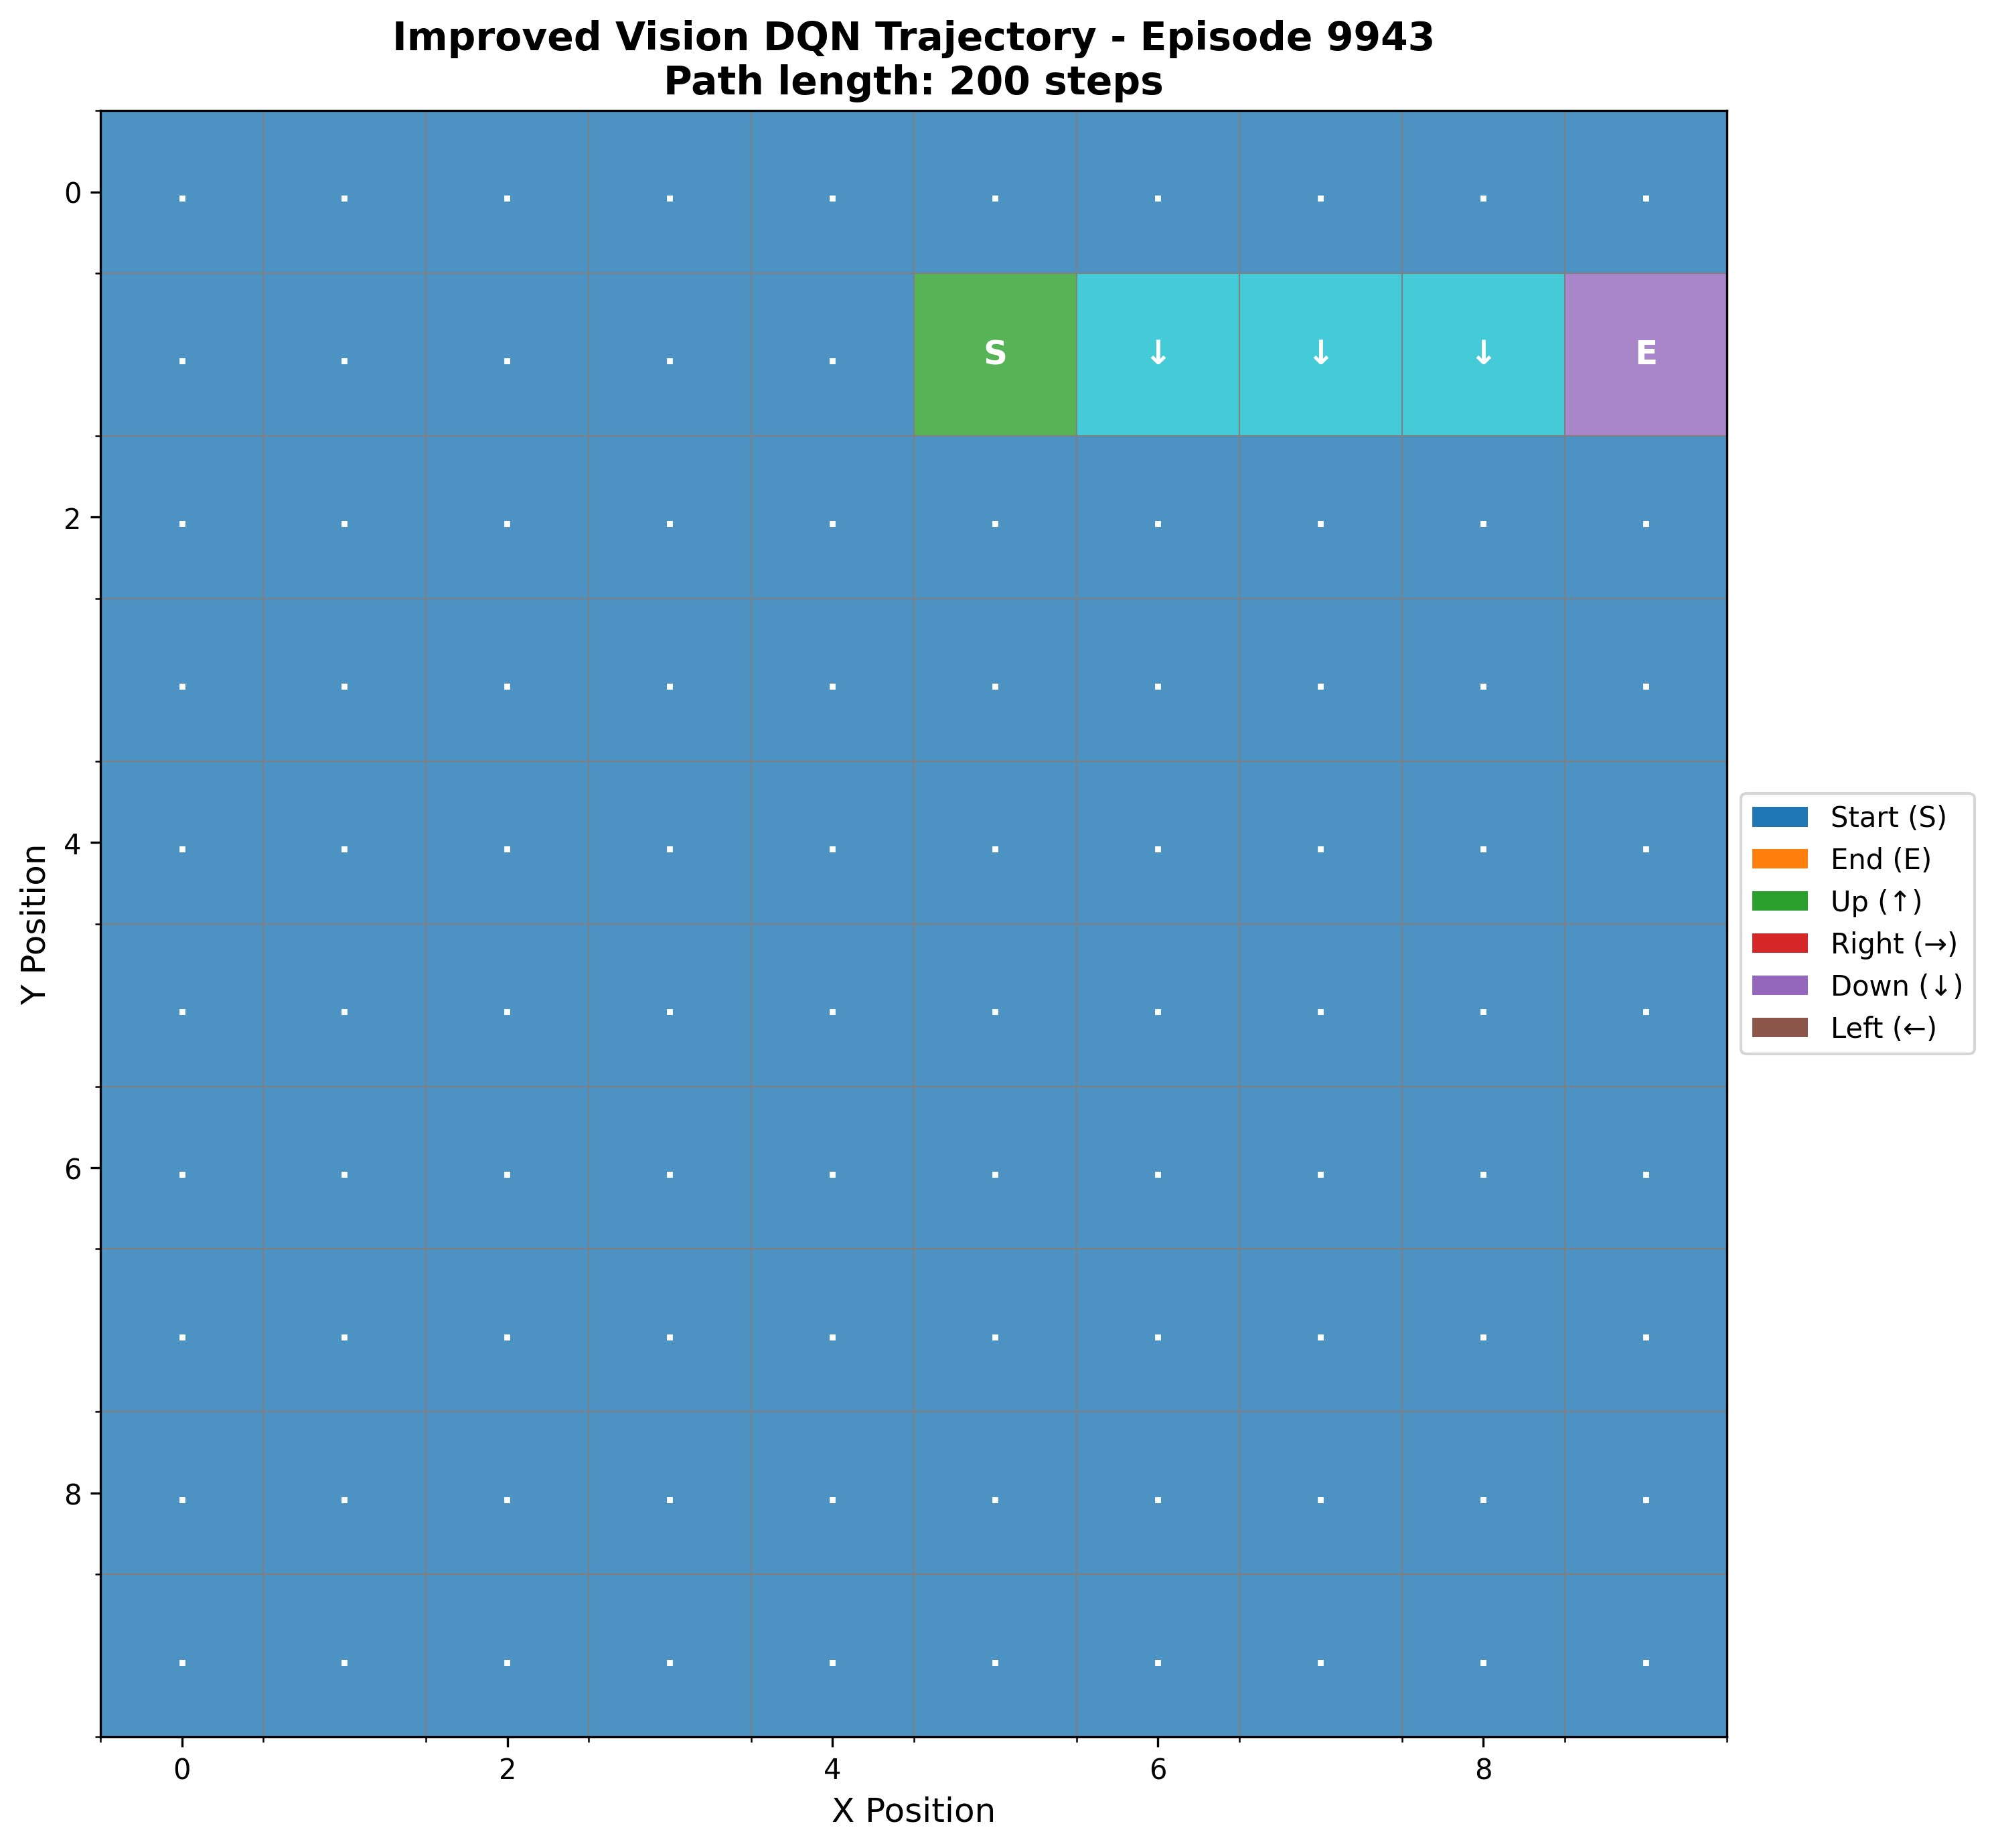 Improved Vision DQN Trajectory - Episode 9943
Path length: 200 steps
0
S ↓ ↓ ↓ E
2
4
6
8
Y Position
0 2 4 6 8
X Position
Start (S)
End (E)
Up (↑)
Right (→)
Down (↓)
Left (←)